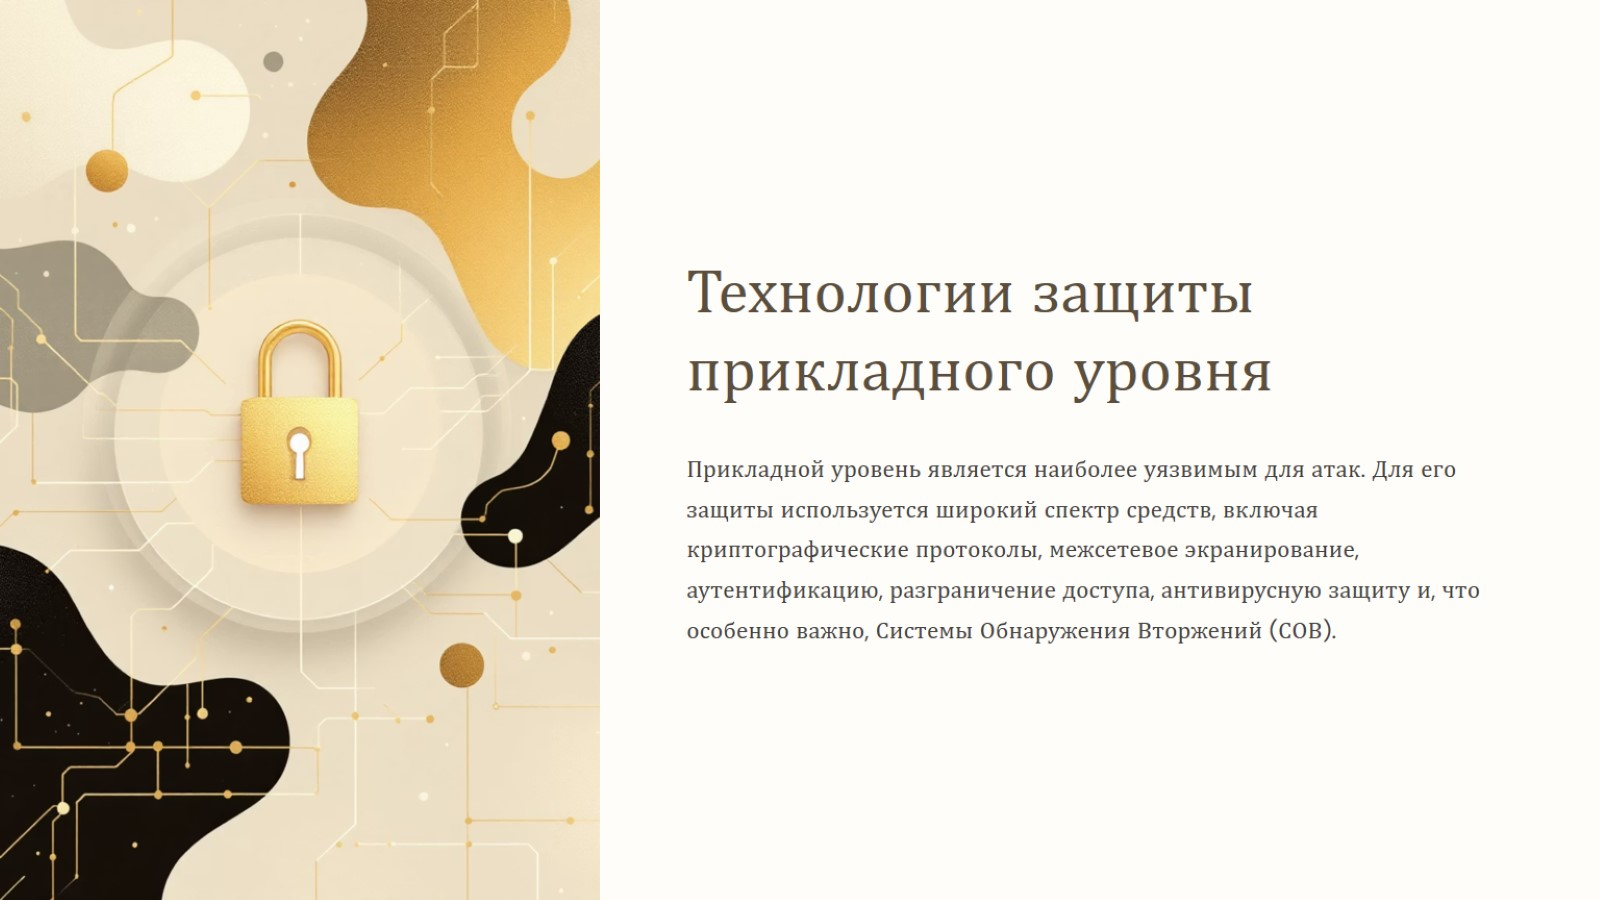 Технологии защиты
прикладного уровня
Прикладной уровень является наиболее уязвимым для атак. Для его
защиты используется широкий спектр средств, включая
криптографические протоколы, межсетевое экранирование,
аутентификацию, разграничение доступа, антивирусную защиту и, что
особенно важно, Системы Обнаружения Вторжений (СОВ).